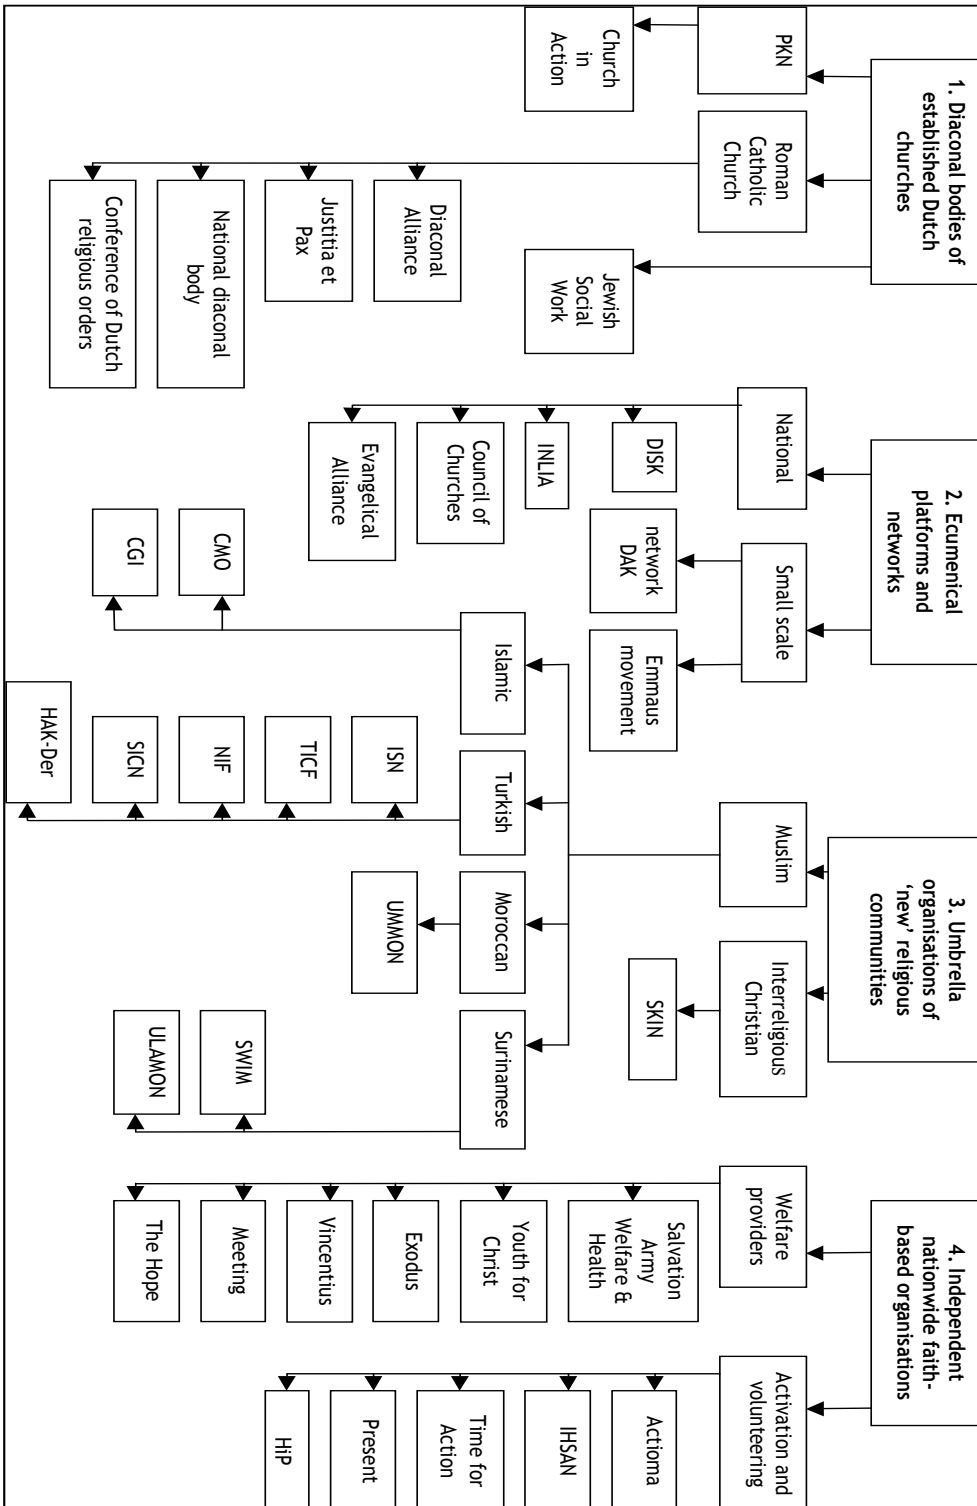 1. Diaconal bodies of
established Dutch
churches
PKN
Church
in
Action
Roman
Catholic
Church
Diaconal
Alliance
Justitia et
Pax
National diaconal
body
Conference of Dutch
religious orders
Jewish
Social
Work
2. Ecumenical
platforms and
networks
National
DISK
INLIA
Council of
Churches
Evangelical
Alliance
Small scale
network
DAK
Emmaus
movement
3. Umbrella
organisations of
‘new’ religious
communities
Muslim
Islamic
CMO
CGI
Turkish
ISN
TICF
NIF
SICN
HAK-Der
Moroccan
UMMON
Surinamese
SWIM
ULAMON
Interreligious
Christian
SKIN
4. Independent
nationwide faith-
based organisations
Welfare
providers
Salvation
Army
Welfare &
Health
Youth for
Christ
Exodus
Vincentius
Meeting
The Hope
Activation and
volunteering
Actioma
IHSAN
Time for
Action
Present
HiP